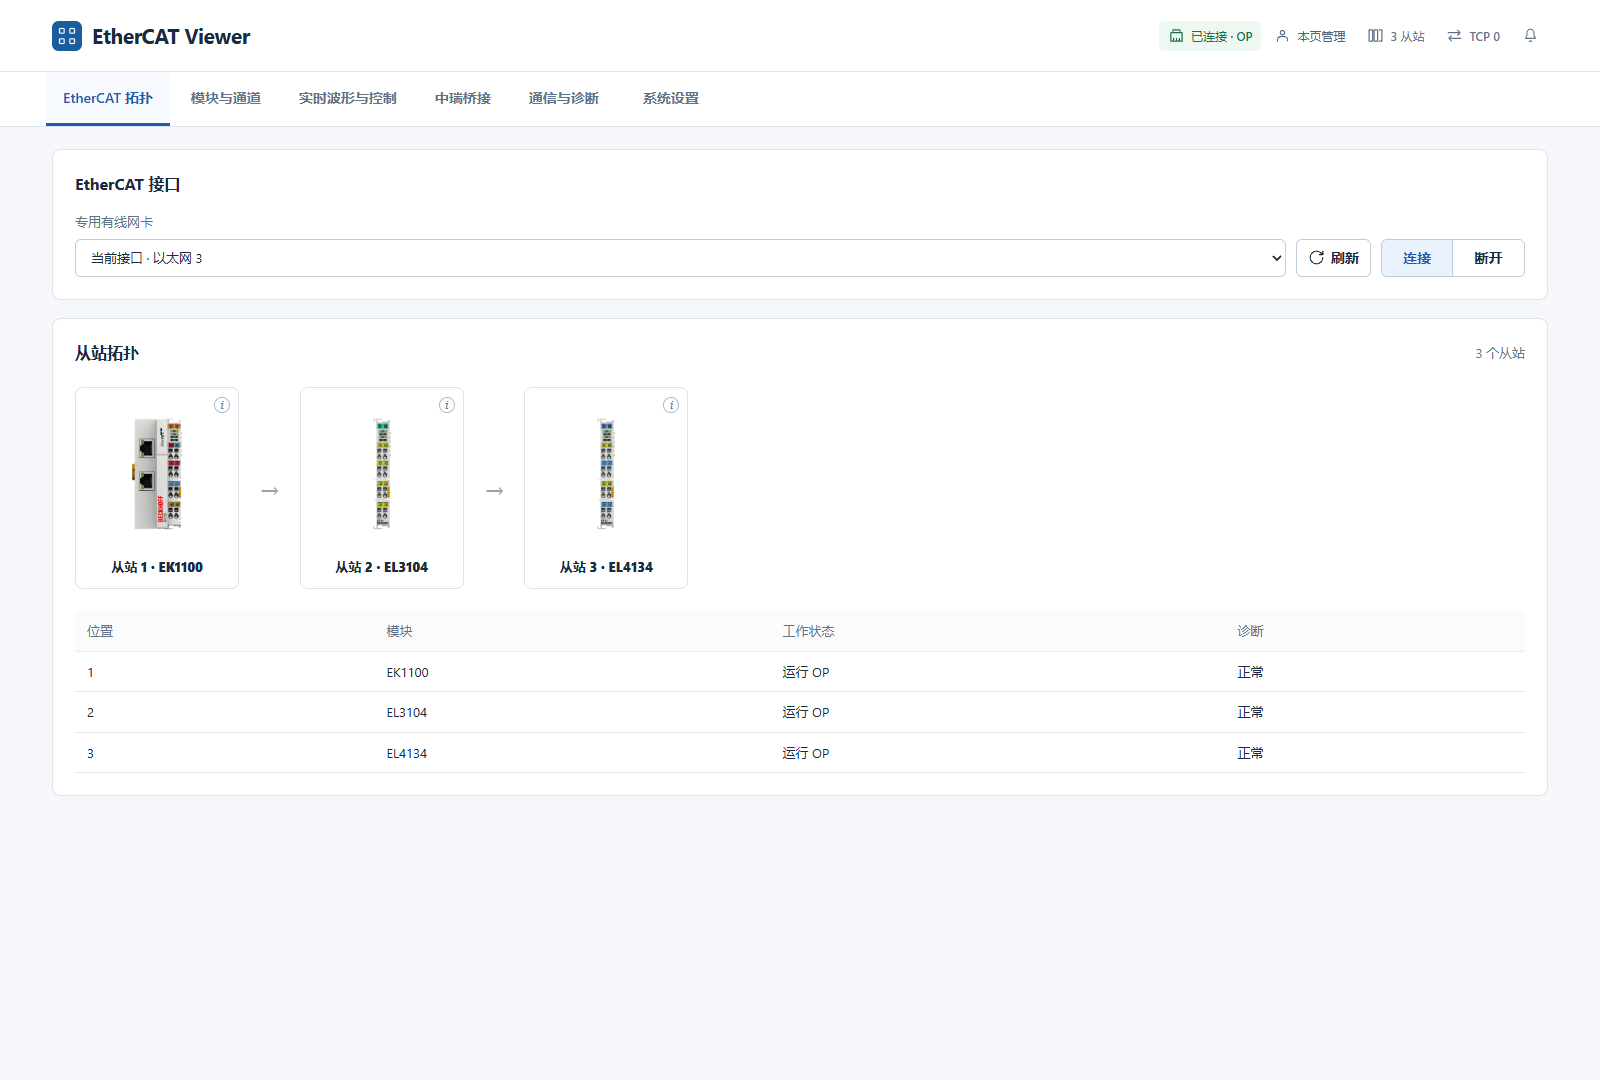 EtherCAT Viewer
已连接 · OP
本页管理
3 从站
TCP 0
EtherCAT 拓扑
模块与通道
实时波形与控制
中瑞桥接
通信与诊断
系统设置
EtherCAT 接口
专用有线网卡
当前接口 · 以太网 3
刷新
连接
断开
从站拓扑
3 个从站
BECKHOFF
从站 1 · EK1100
从站 2 · EL3104
从站 3 · EL4134
位置 模块 工作状态 诊断
1 EK1100 运行 OP 正常
2 EL3104 运行 OP 正常
3 EL4134 运行 OP 正常